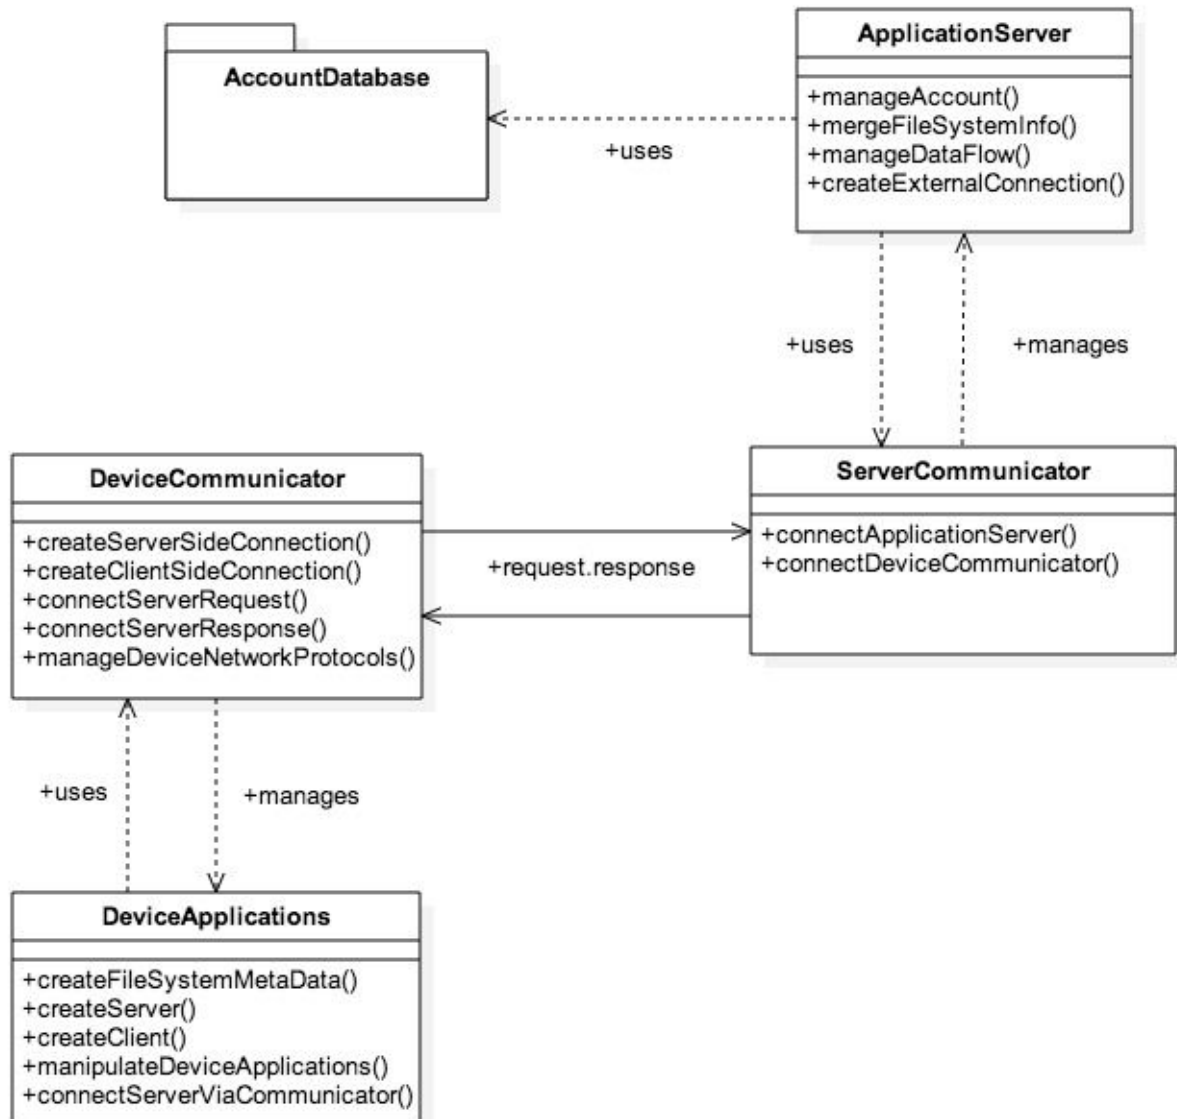 AccountDatabase
ApplicationServer
+manageAccount()
+mergeFileSystemInfo()
+manageDataFlow()
+createExternalConnection()
+uses
+uses
+manages
DeviceCommunicator
+createServerSideConnection()
+createClientSideConnection()
+connectServerRequest()
+connectServerResponse()
+manageDeviceNetworkProtocols()
+request.response
ServerCommunicator
+connectApplicationServer()
+connectDeviceCommunicator()
+uses
+manages
DeviceApplications
+createFileSystemMetaData()
+createServer()
+createClient()
+manipulateDeviceApplications()
+connectServerViaCommunicator()